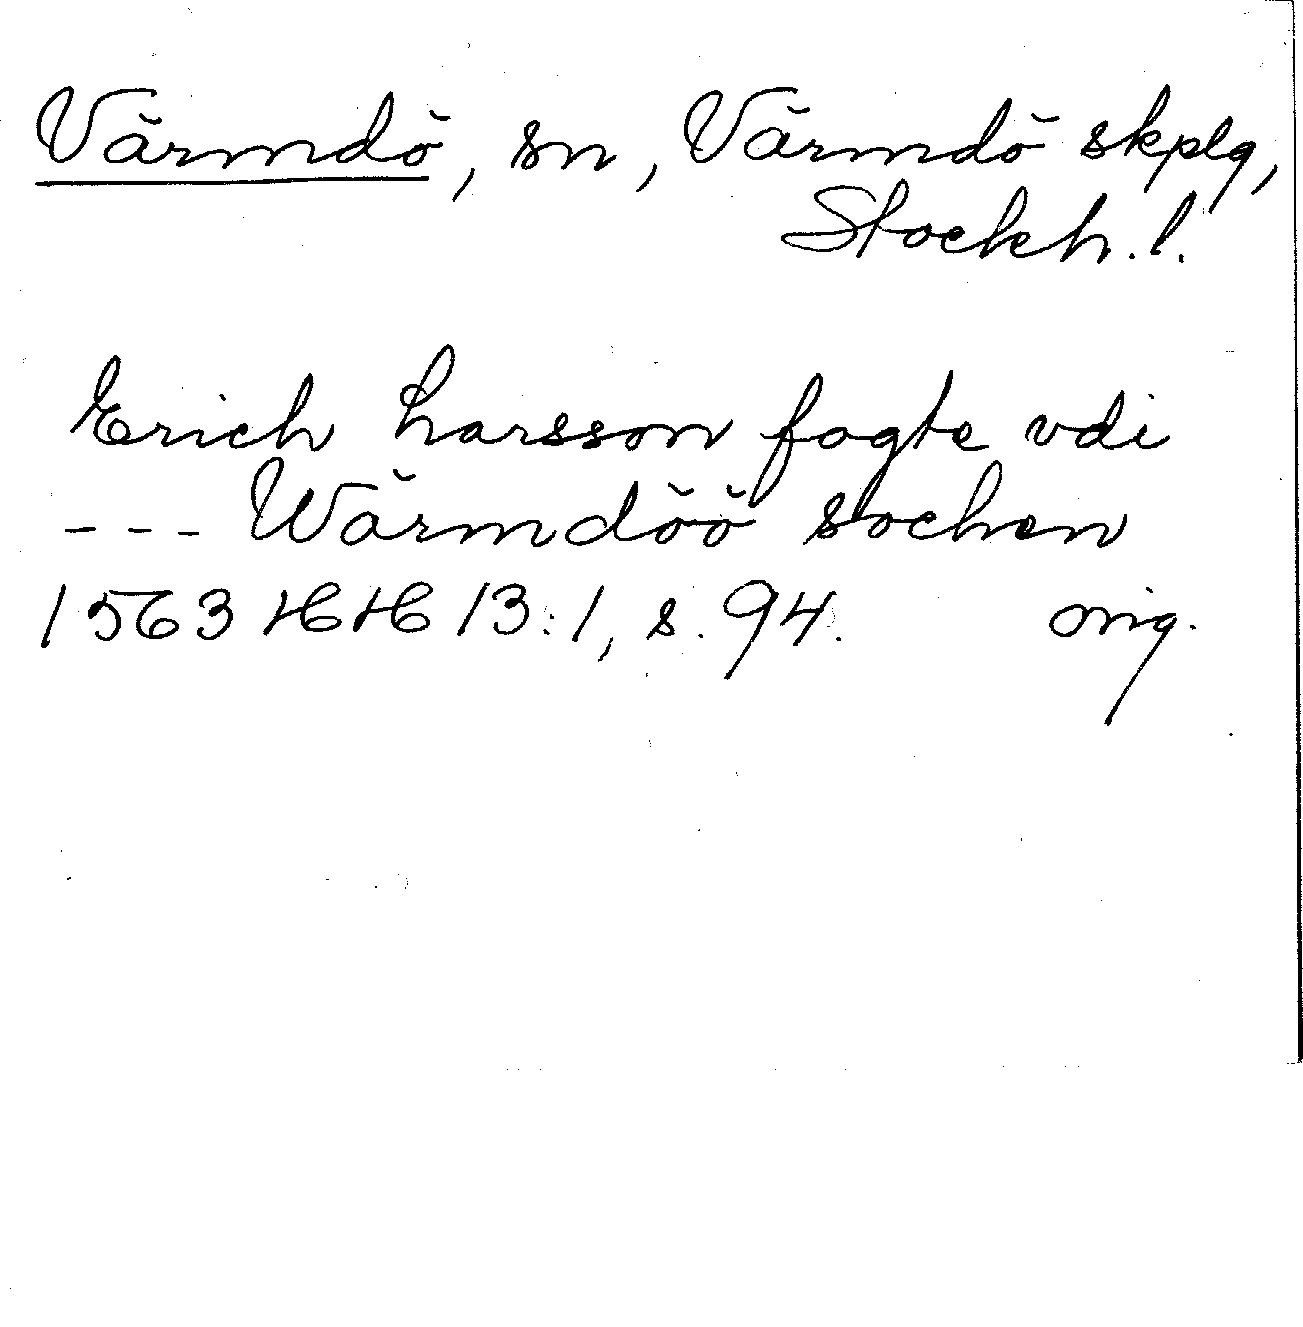 Värmdö, sn, Värmdö skplg,
Stockh. l.
Erich Larsson fogte vdi
--- Wärmdöö sochen
1563 HH 13:1, s. 94. orig.